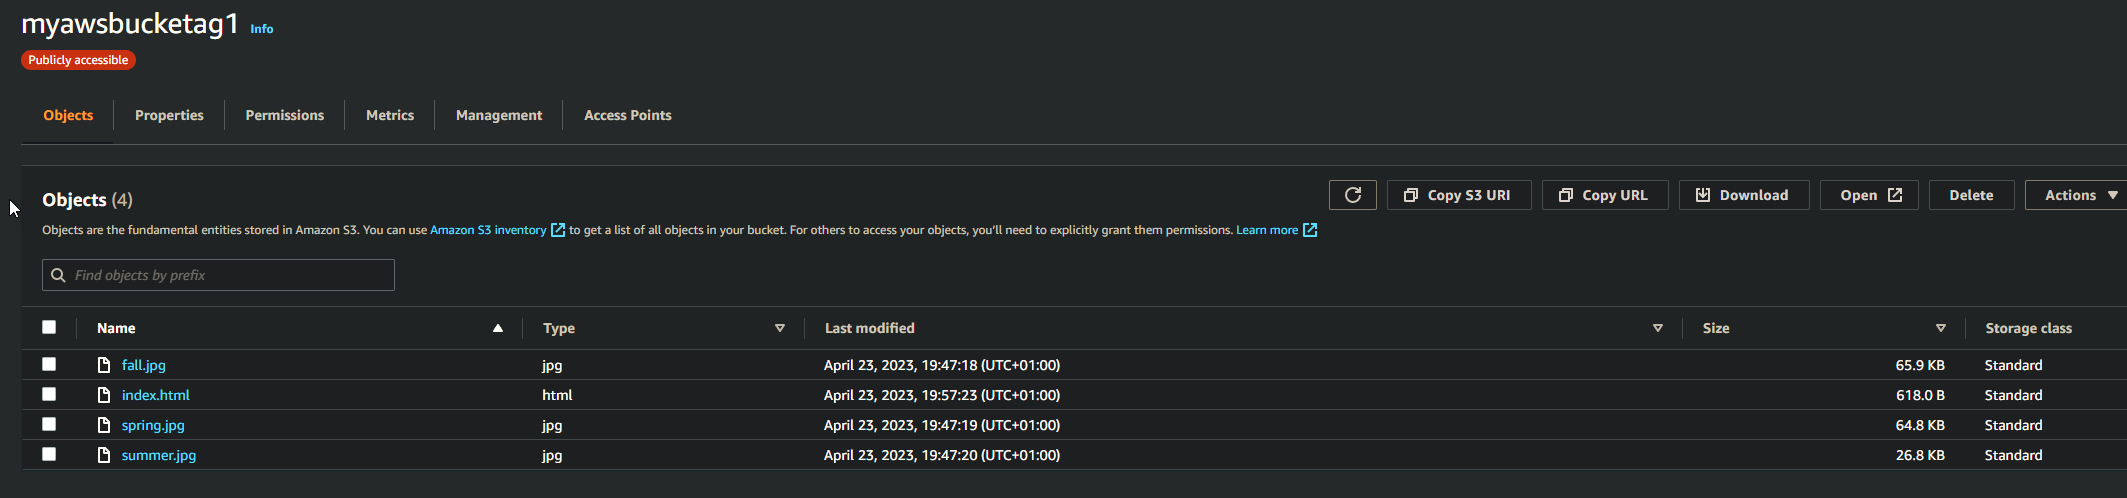 myawsbucketag1 Info
Publicly accessible
Objects Properties Permissions Metrics Management Access Points
Objects (4) Copy S3 URI Copy URL Download Open Delete Actions
Objects are the fundamental entities stored in Amazon S3. You can use Amazon S3 inventory to get a list of all objects in your bucket. For others to access your objects, you'll need to explicitly grant them permissions. Learn more
Find objects by prefix
Name Type Last modified Size Storage class
fall.jpg jpg April 23, 2023, 19:47:18 (UTC+01:00) 65.9 KB Standard
index.html html April 23, 2023, 19:57:23 (UTC+01:00) 618.0 B Standard
spring.jpg jpg April 23, 2023, 19:47:19 (UTC+01:00) 64.8 KB Standard
summer.jpg jpg April 23, 2023, 19:47:20 (UTC+01:00) 26.8 KB Standard